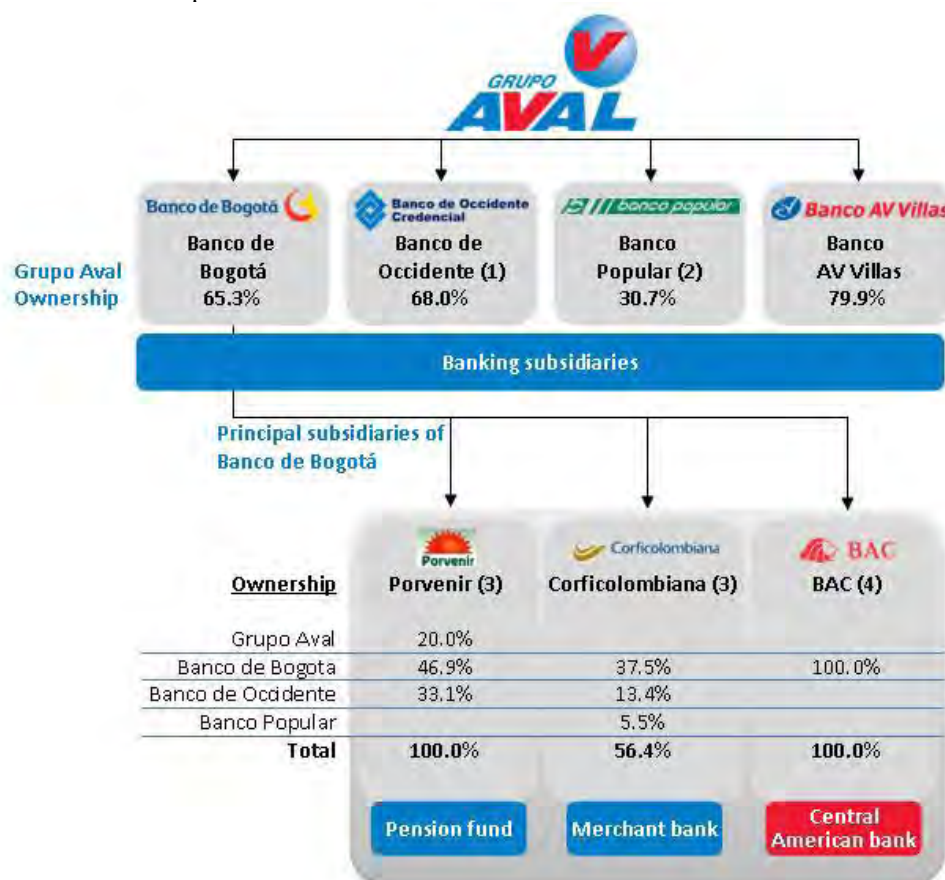 GRUPO
AVAL
Banco de Bogotá
Banco de Occidente
Credencial
banco popular
Banco AV Villas
Grupo Aval
Ownership
Banco de
Bogotá
65.3%
Banco de
Occidente (1)
68.0%
Banco
Popular (2)
30.7%
Banco
AV Villas
79.9%
Banking subsidiaries
Principal subsidiaries of
Banco de Bogotá
Porvenir
Corficolombiana
BAC
Ownership Porvenir (3) Corficolombiana (3) BAC (4)
Grupo Aval 20.0%
Banco de Bogota 46.9% 37.5% 100.0%
Banco de Occidente 33.1% 13.4%
Banco Popular 5.5%
Total 100.0% 56.4% 100.0%
Pension fund
Merchant bank
Central
American bank